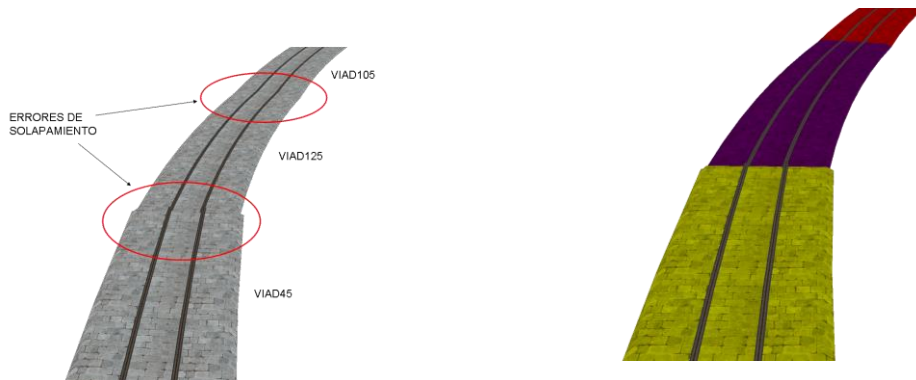 VIAD105
ERRORES DE
SOLAPAMIENTO
VIAD125
VIAD45